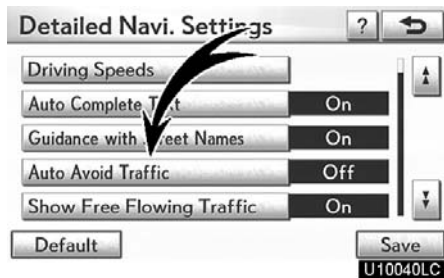 Detailed Navi. Settings ?
Driving Speeds
Auto Complete On
Guidance with Names On
Auto Avoid Traffic Off
Show Free Flowing Traffic On
Default Save
U10040LC